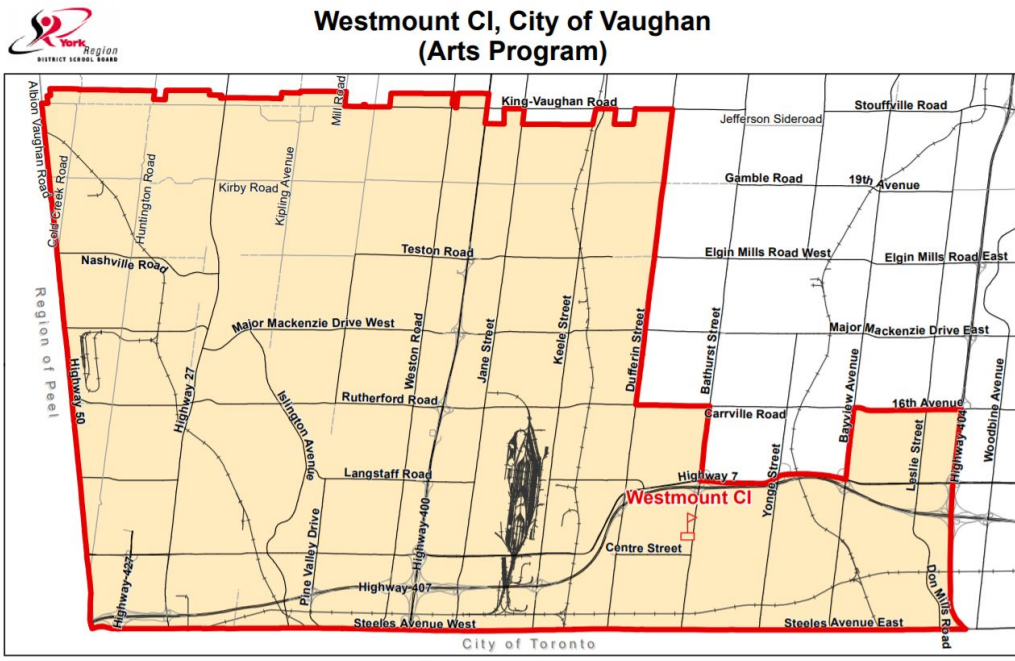 York Region
DISTRICT SCHOOL BOARD
Westmount CI, City of Vaughan
(Arts Program)
King-Vaughan Road
Stouffville Road
Jefferson Sideroad
Albion Vaughan Road
Mill Road
Cold Creek Road
Huntington Road
Kirby Road
Kipling Avenue
Gamble Road
19th Avenue
Teston Road
Elgin Mills Road West
Elgin Mills Road East
Nashville Road
Region of Peel
Major Mackenzie Drive West
Major Mackenzie Drive East
Weston Road
Jane Street
Keele Street
Dufferin Street
Bathurst Street
Highway 50
Highway 27
Islington Avenue
Rutherford Road
Carrville Road
Bayview Avenue
16th Avenue
Woodbine Avenue
Highway 404
Leslie Street
Yonge Street
Langstaff Road
Highway 7
Westmount CI
Highway 400
Centre Street
Pine Valley Drive
Highway 427
Highway 407
Don Mills Road
Steeles Avenue West
Steeles Avenue East
City of Toronto